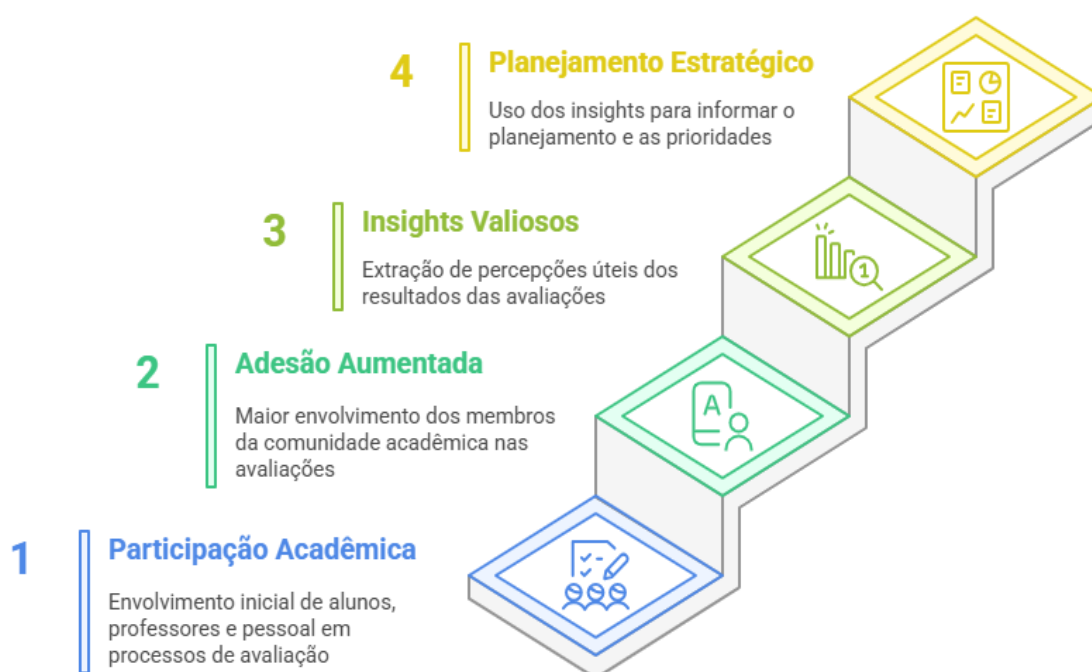 4
Planejamento Estratégico
Uso dos insights para informar o
planejamento e as prioridades
3
Insights Valiosos
Extração de percepções úteis dos
resultados das avaliações
1
2
Adesão Aumentada
Maior envolvimento dos membros
da comunidade acadêmica nas
avaliações
A
1
Participação Acadêmica
Envolvimento inicial de alunos,
professores e pessoal em
processos de avaliação